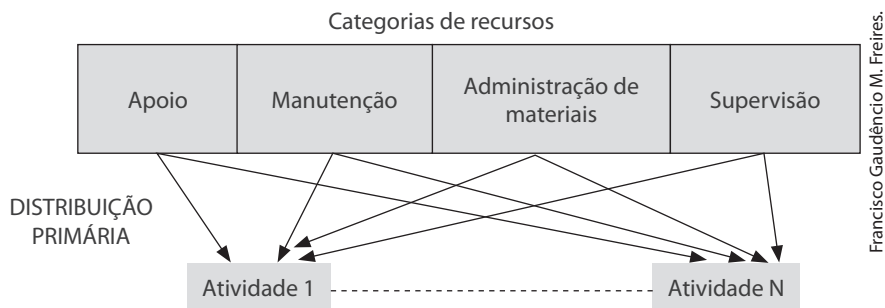 Categorias de recursos
Apoio
Manutenção
Administração de
materiais
Supervisão
DISTRIBUIÇÃO
PRIMÁRIA
Atividade 1
Atividade N
Francisco Gaudêncio M. Freires.